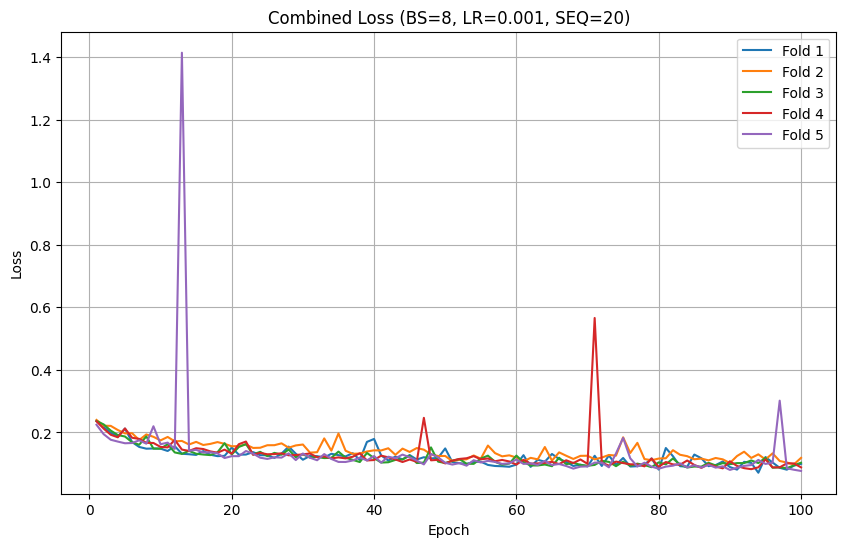 Combined Loss (BS=8, LR=0.001, SEQ=20)
Fold 1
Fold 2
Fold 3
Fold 4
Fold 5
1.4
1.2
1.0
0.8
0.6
0.4
0.2
Loss
0 20 40 60 80 100
Epoch